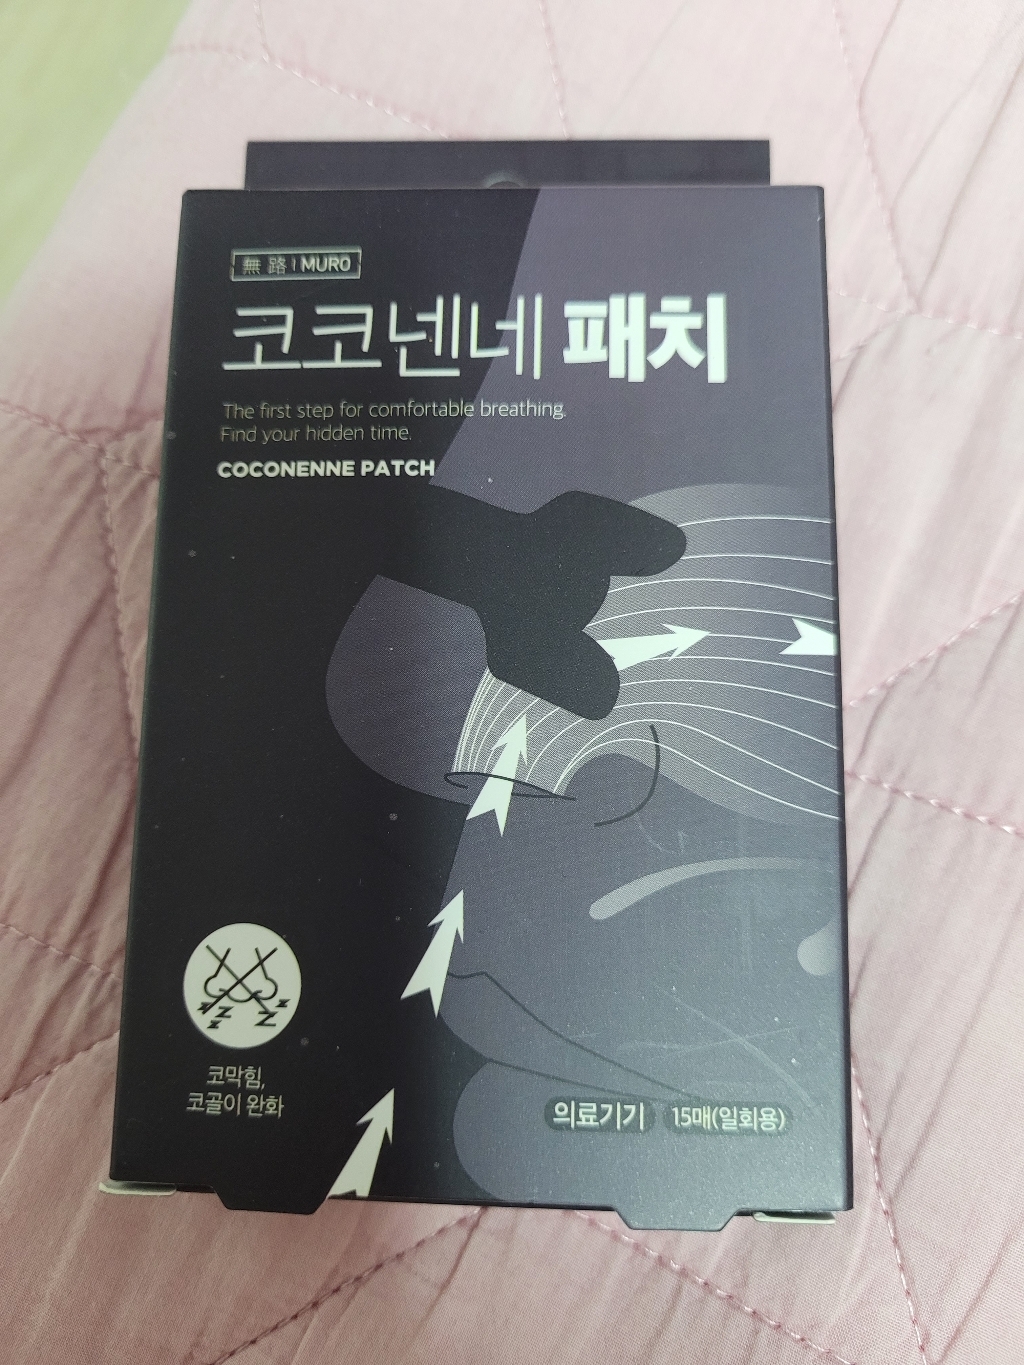 無路 | MURO
코코넨네 패치
The first step for comfortable breathing.
Find your hidden time.
COCONENNE PATCH
코막힘,
코골이 완화
의료기기 15매(일회용)